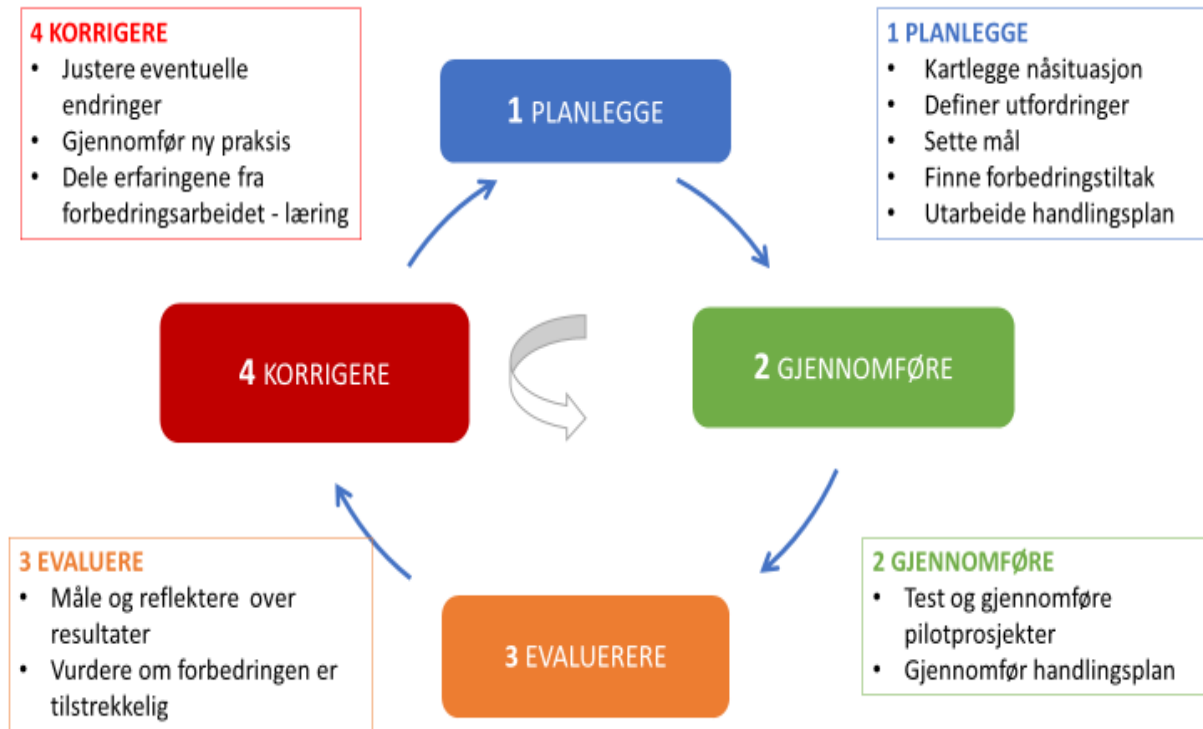 4 KORRIGERE
• Justere eventuelle
endringer
• Gjennomfør ny praksis
• Dele erfaringene fra
forbedringsarbeidet - læring
1 PLANLEGGE
1 PLANLEGGE
• Kartlegge nåsituasjon
• Definer utfordringer
• Sette mål
• Finne forbedringstiltak
• Utarbeide handlingsplan
4 KORRIGERE
2 GJENNOMFØRE
3 EVALUERE
• Måle og reflektere over
resultater
• Vurdere om forbedringen er
tilstrekkelig
3 EVALUERERE
2 GJENNOMFØRE
• Test og gjennomføre
pilotprosjekter
• Gjennomfør handlingsplan